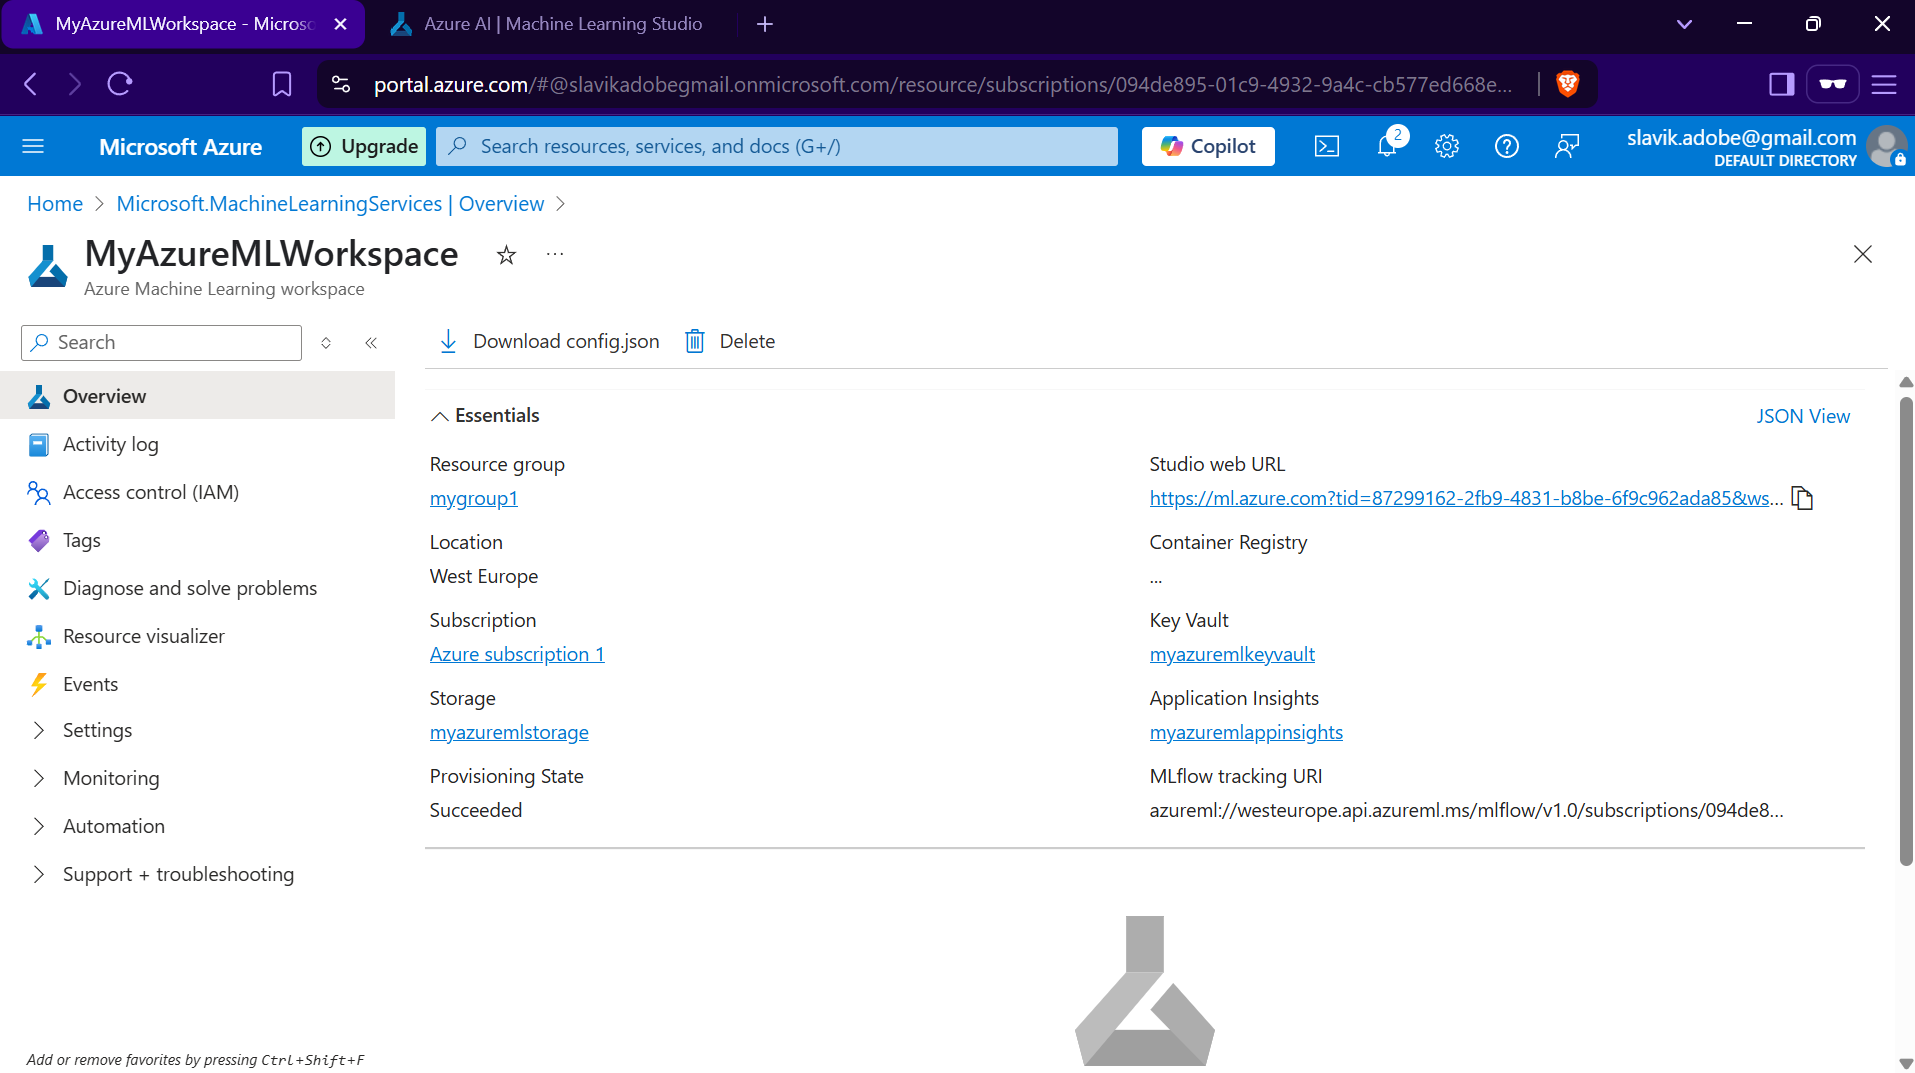 MyAzureMLWorkspace - Microso
Azure AI | Machine Learning Studio
portal.azure.com/#@slavikadobegmail.onmicrosoft.com/resource/subscriptions/094de895-01c9-4932-9a4c-cb577ed668e...
Microsoft Azure
Upgrade
Search resources, services, and docs (G+/)
Copilot
2
slavik.adobe@gmail.com
DEFAULT DIRECTORY
Home
Microsoft.MachineLearningServices | Overview
MyAzureMLWorkspace
...
Azure Machine Learning workspace
Search
Download config.json
Delete
Overview
Activity log
Access control (IAM)
Tags
Diagnose and solve problems
Resource visualizer
Events
Settings
Monitoring
Automation
Support + troubleshooting
Add or remove favorites by pressing Ctrl+Shift+F
Essentials
JSON View
Resource group
mygroup1
Location
West Europe
Subscription
Azure subscription 1
Storage
myazuremlstorage
Provisioning State
Succeeded
Studio web URL
https://ml.azure.com?tid=87299162-2fb9-4831-b8be-6f9c962ada85&ws...
Container Registry
...
Key Vault
myazuremlkeyvault
Application Insights
myazuremlappinsights
MLflow tracking URI
azureml://westeurope.api.azureml.ms/mlflow/v1.0/subscriptions/094de8...